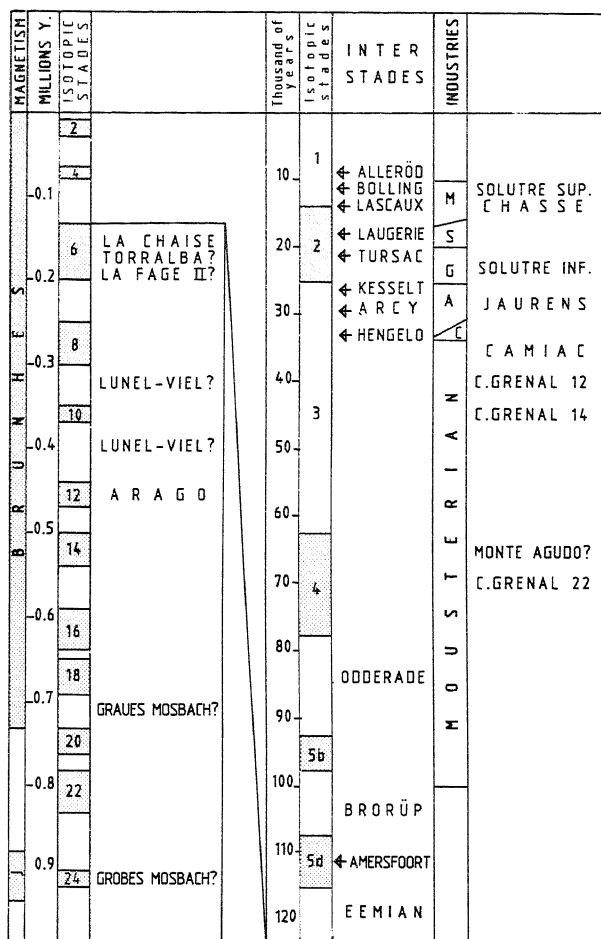 MAGNETISM
MILLIONS Y.
ISOTOPIC STADES
Thousand of years
Isotopic stades
INTER
STADES
INDUSTRIES
BRUNHES
J
0.1
0.2
0.3
0.4
0.5
0.6
0.7
0.8
0.9
2
4
6
8
10
12
14
16
18
20
22
24
LA CHAISE
TORRALBA?
LA FAGE II?
LUNEL-VIEL?
LUNEL-VIEL?
ARAGO
GRAUES MOSBACH?
GROBES MOSBACH?
10
20
30
40
50
60
70
80
90
100
110
120
1
2
3
4
5b
5d
ALLERÖD
BOLLING
LASCAUX
LAUGERIE
TURSAC
KESSELT
ARCY
HENGELO
ODDERADE
BRORÜP
AMERSFOORT
EEMIAN
M
S
G
A
C
MOUSTERIAN
SOLUTRE SUP.
CHASSE
SOLUTRE INF.
JAURENS
CAMIAC
C.GRENAL 12
C.GRENAL 14
MONTE AGUDO?
C.GRENAL 22